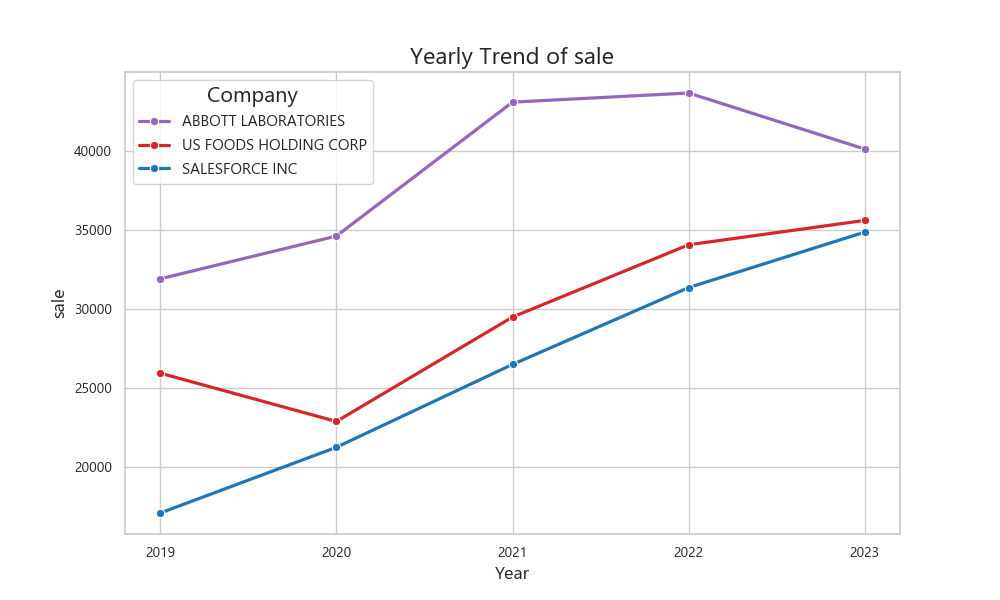 Yearly Trend of sale
Company
ABBOTT LABORATORIES
US FOODS HOLDING CORP
SALESFORCE INC
40000
35000
30000
25000
20000
sale
2019 2020 2021 2022 2023
Year